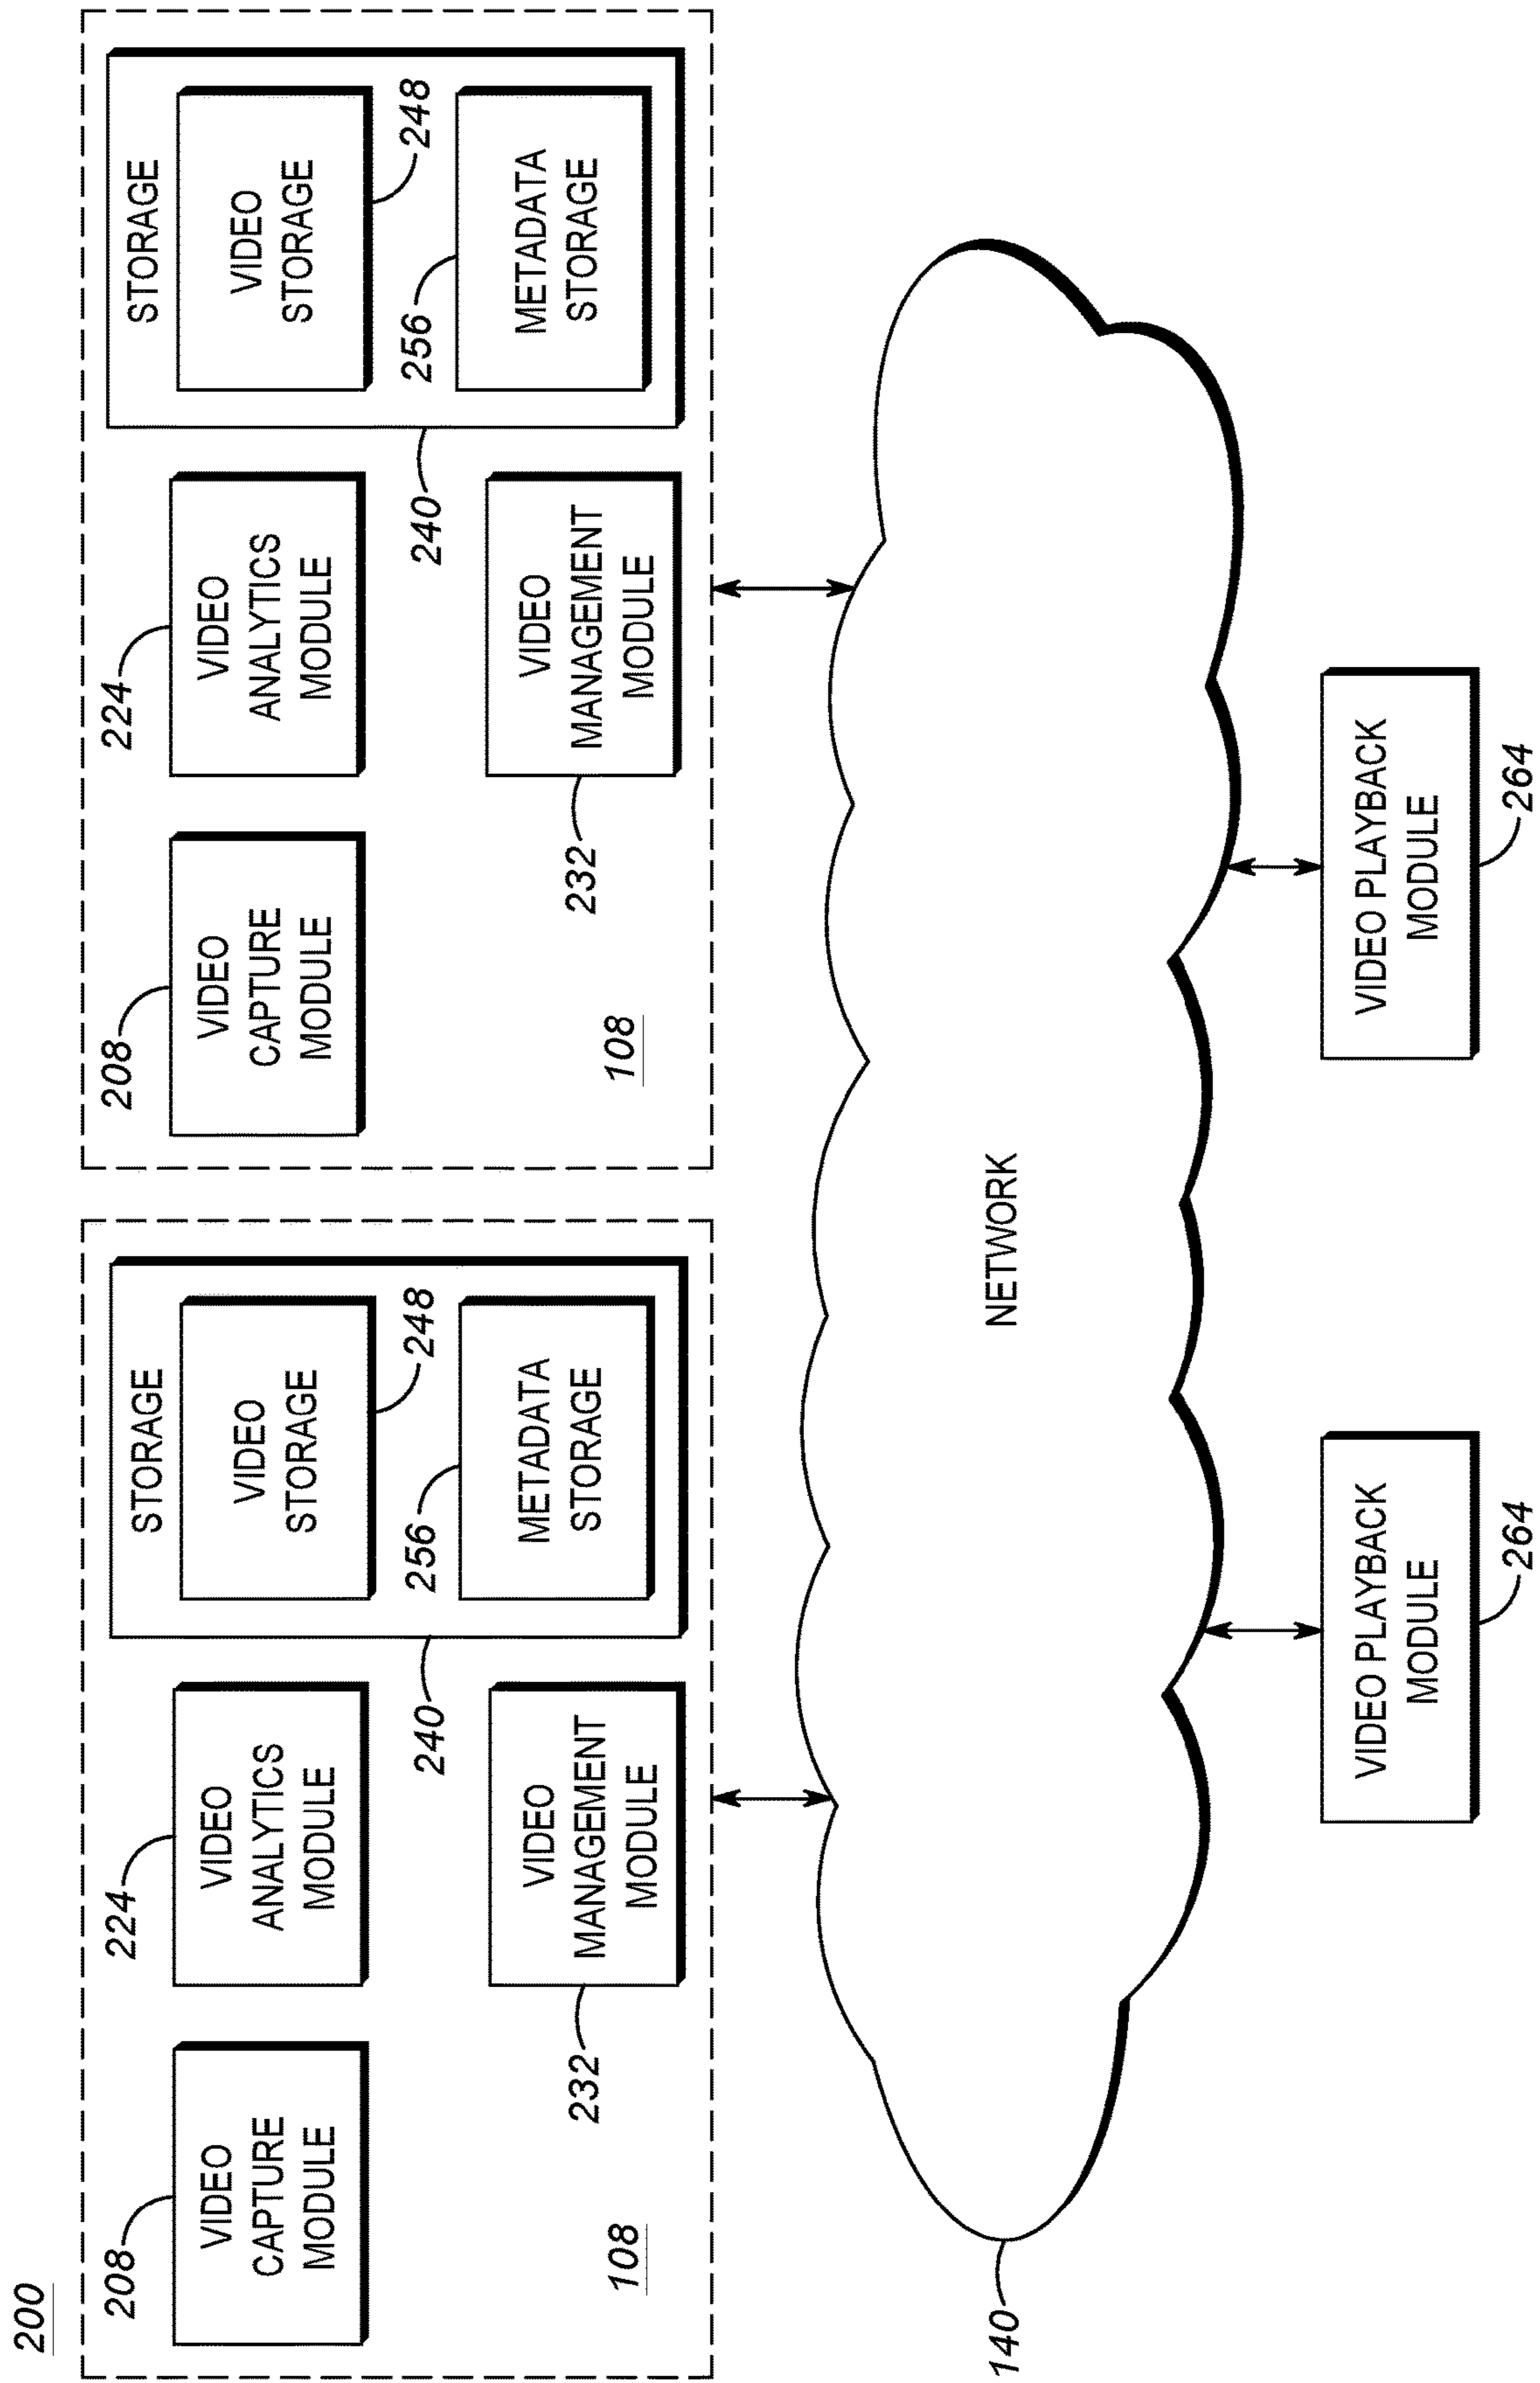 200
208
VIDEO
CAPTURE
MODULE
224
VIDEO
ANALYTICS
MODULE
STORAGE
VIDEO
STORAGE
248
240
256
METADATA
STORAGE
232
VIDEO
MANAGEMENT
MODULE
108
208
VIDEO
CAPTURE
MODULE
224
VIDEO
ANALYTICS
MODULE
STORAGE
VIDEO
STORAGE
248
240
256
METADATA
STORAGE
232
VIDEO
MANAGEMENT
MODULE
108
140
NETWORK
VIDEO PLAYBACK
MODULE
264
VIDEO PLAYBACK
MODULE
264